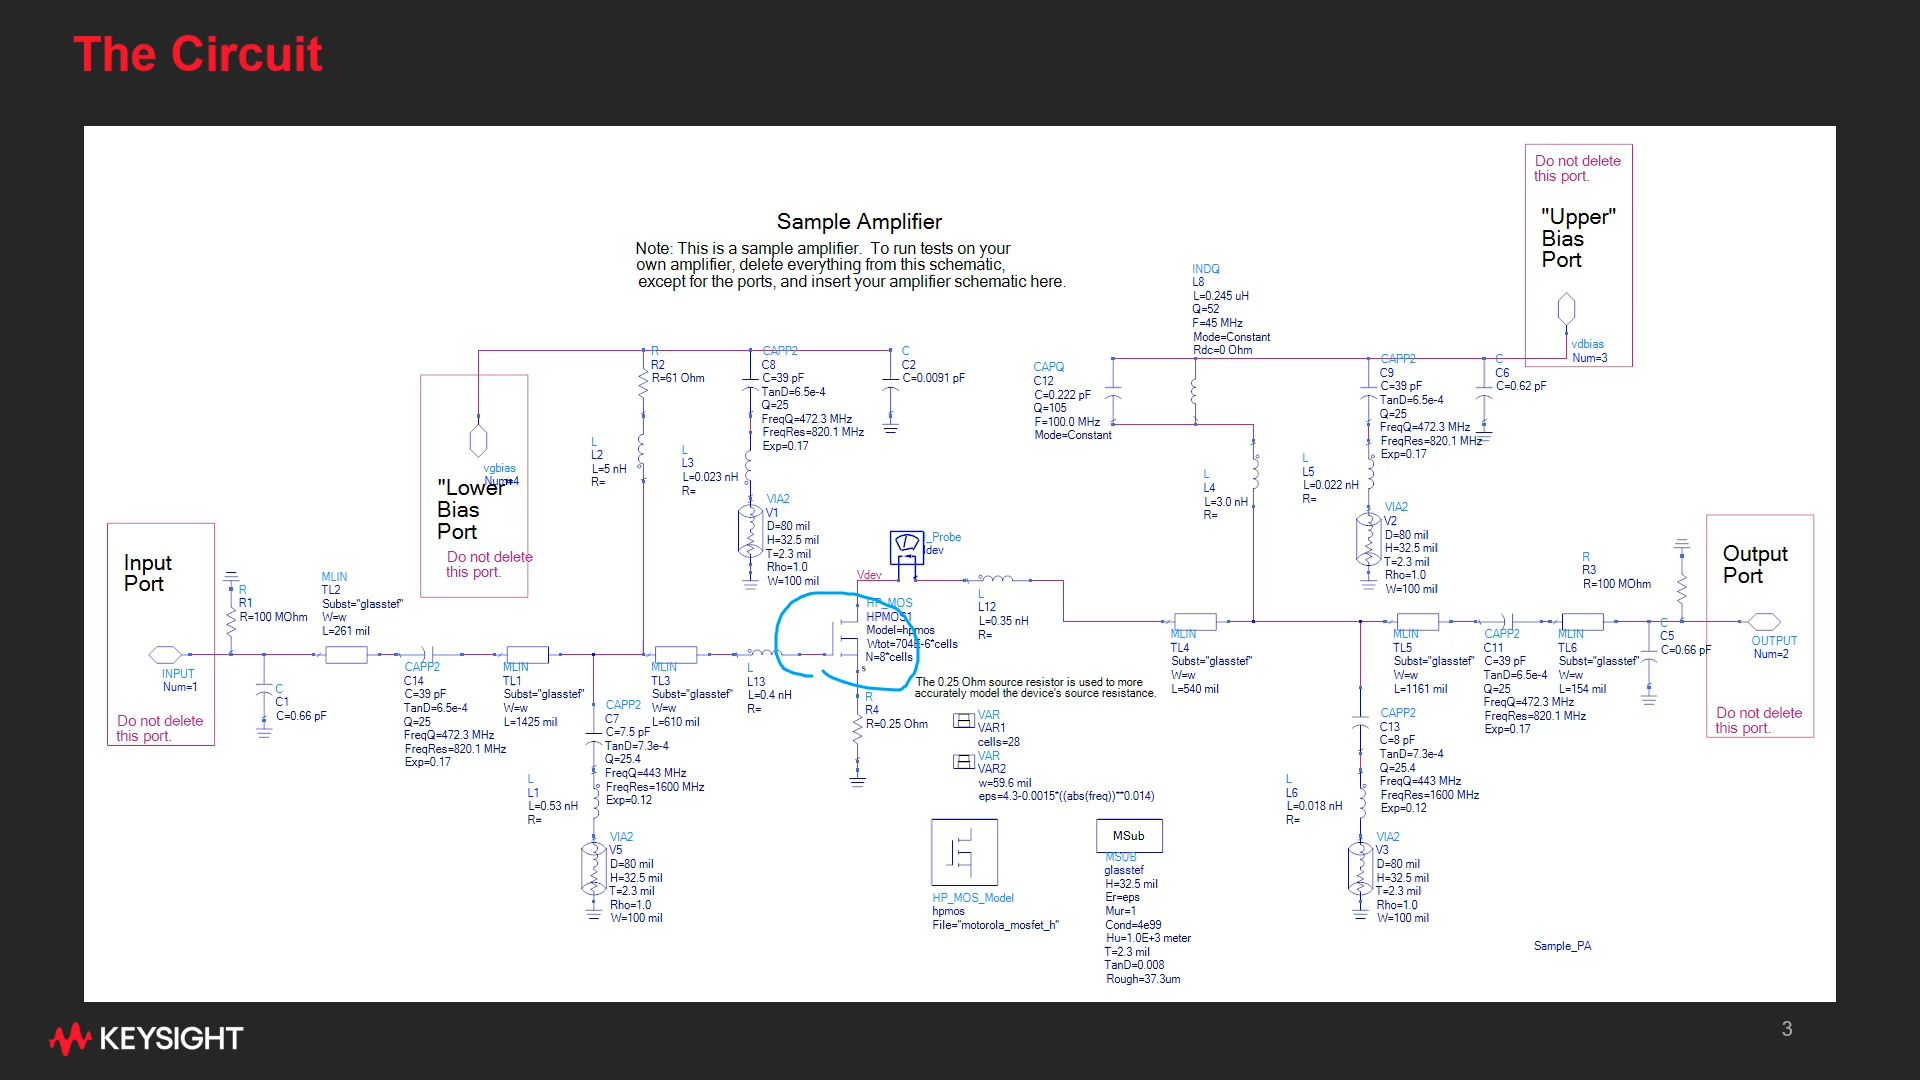 The Circuit
Sample Amplifier
Note: This is a sample amplifier. To run tests on your
own amplifier, delete everything from this schematic,
except for the ports, and insert your amplifier schematic here.
Do not delete
this port.
"Upper"
Bias
Port
vdbias
Num=3
INDQ
L8
L=0.245 uH
Q=52
F=45 MHz
Mode=Constant
Rdc=0 Ohm
R
R2
R=61 Ohm
CAPP2
C8
C=39 pF
TanD=6.5e-4
Q=25
FreqQ=472.3 MHz
FreqRes=820.1 MHz
Exp=0.17
C
C2
C=0.0091 pF
CAPQ
C12
C=0.222 pF
Q=105
F=100.0 MHz
Mode=Constant
CAPP2
C9
C=39 pF
TanD=6.5e-4
Q=25
FreqQ=472.3 MHz
FreqRes=820.1 MHz
Exp=0.17
C
C6
C=0.62 pF
vgbias
Num=4
"Lower"
Bias
Port
Do not delete
this port.
L
L2
L=5 nH
R=
L
L3
L=0.023 nH
R=
VIA2
V1
D=80 mil
H=32.5 mil
T=2.3 mil
Rho=1.0
W=100 mil
L
L4
L=3.0 nH
R=
L
L5
L=0.022 nH
R=
VIA2
V2
D=80 mil
H=32.5 mil
T=2.3 mil
Rho=1.0
W=100 mil
Input
Port
INPUT
Num=1
Do not delete
this port.
R
R1
R=100 MOhm
MLIN
TL2
Subst="glasstef"
W=w
L=261 mil
C
C1
C=0.66 pF
CAPP2
C14
C=39 pF
TanD=6.5e-4
Q=25
FreqQ=472.3 MHz
FreqRes=820.1 MHz
Exp=0.17
MLIN
TL1
Subst="glasstef"
W=w
L=1425 mil
MLIN
TL3
Subst="glasstef"
W=w
L=610 mil
L
L13
L=0.4 nH
R=
_Probe
Idev
Vdev
HP_MOS
HPMOS1
Model=hpmos
Wtot=704E-6*cells
N=8*cells
s
L
L12
L=0.35 nH
R=
R
R4
R=0.25 Ohm
The 0.25 Ohm source resistor is used to more
accurately model the device's source resistance.
MLIN
TL4
Subst="glasstef"
W=w
L=540 mil
MLIN
TL5
Subst="glasstef"
W=w
L=1161 mil
CAPP2
C11
C=39 pF
TanD=6.5e-4
Q=25
FreqQ=472.3 MHz
FreqRes=820.1 MHz
Exp=0.17
MLIN
TL6
Subst="glasstef"
W=w
L=154 mil
R
R3
R=100 MOhm
C
C5
C=0.66 pF
Output
Port
OUTPUT
Num=2
Do not delete
this port.
CAPP2
C7
C=7.5 pF
TanD=7.3e-4
Q=25.4
FreqQ=443 MHz
FreqRes=1600 MHz
Exp=0.12
L
L1
L=0.53 nH
R=
VIA2
V5
D=80 mil
H=32.5 mil
T=2.3 mil
Rho=1.0
W=100 mil
VAR
VAR1
cells=28
VAR
VAR2
w=59.6 mil
eps=4.3-0.0015*((abs(freq))**0.014)
HP_MOS_Model
hpmos
File="motorola_mosfet_h"
MSub
MSUB
glasstef
H=32.5 mil
Er=eps
Mur=1
Cond=4e99
Hu=1.0E+3 meter
T=2.3 mil
TanD=0.008
Rough=37.3um
CAPP2
C13
C=8 pF
TanD=7.3e-4
Q=25.4
FreqQ=443 MHz
FreqRes=1600 MHz
Exp=0.12
L
L6
L=0.018 nH
R=
VIA2
V3
D=80 mil
H=32.5 mil
T=2.3 mil
Rho=1.0
W=100 mil
Sample_PA
KEYSIGHT
3